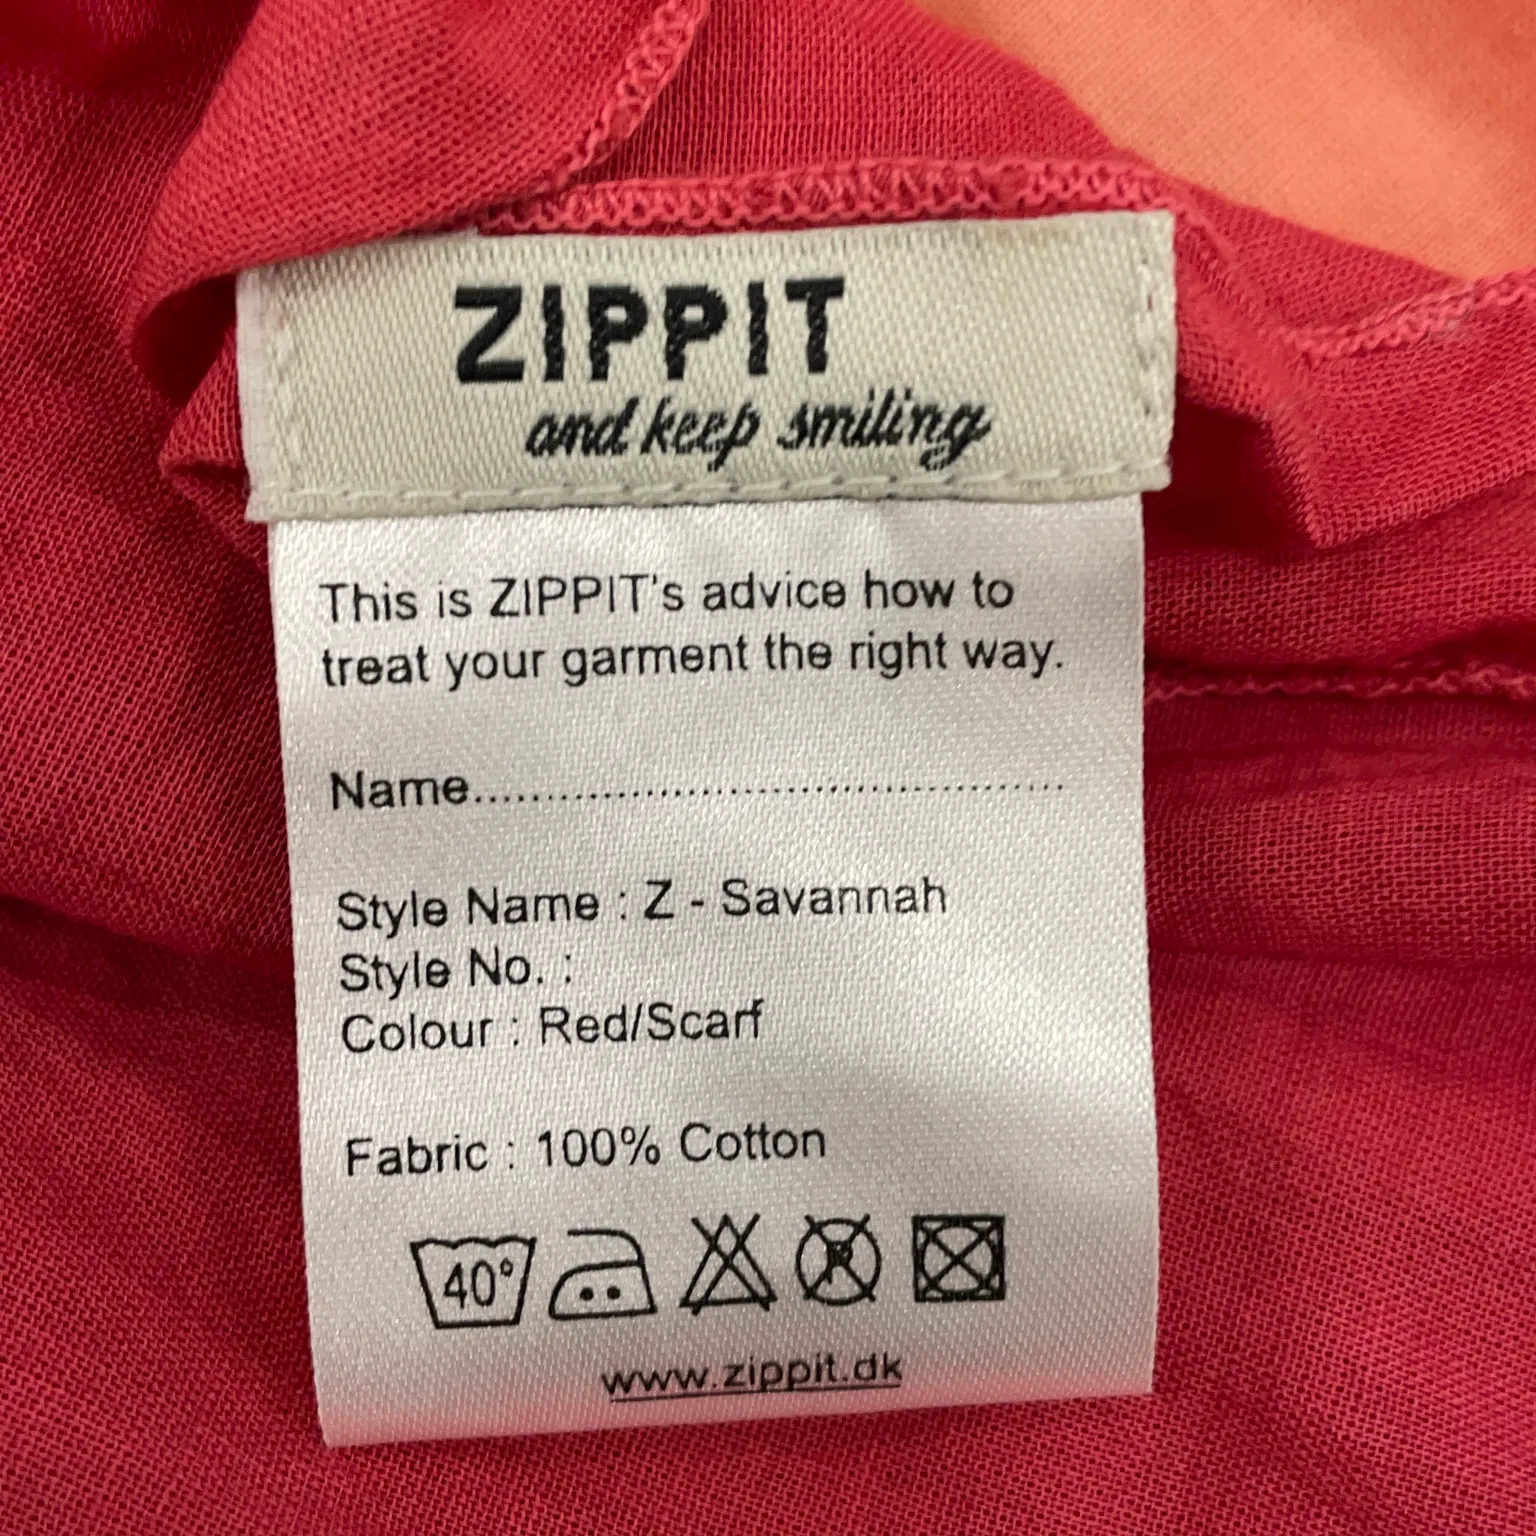 ZIPPIT
and keep smiling
This is ZIPPIT's advice how to
treat your garment the right way.
Name..........................................
Style Name : Z - Savannah
Style No. :
Colour : Red/Scarf
Fabric : 100% Cotton
40° P
www.zippit.dk